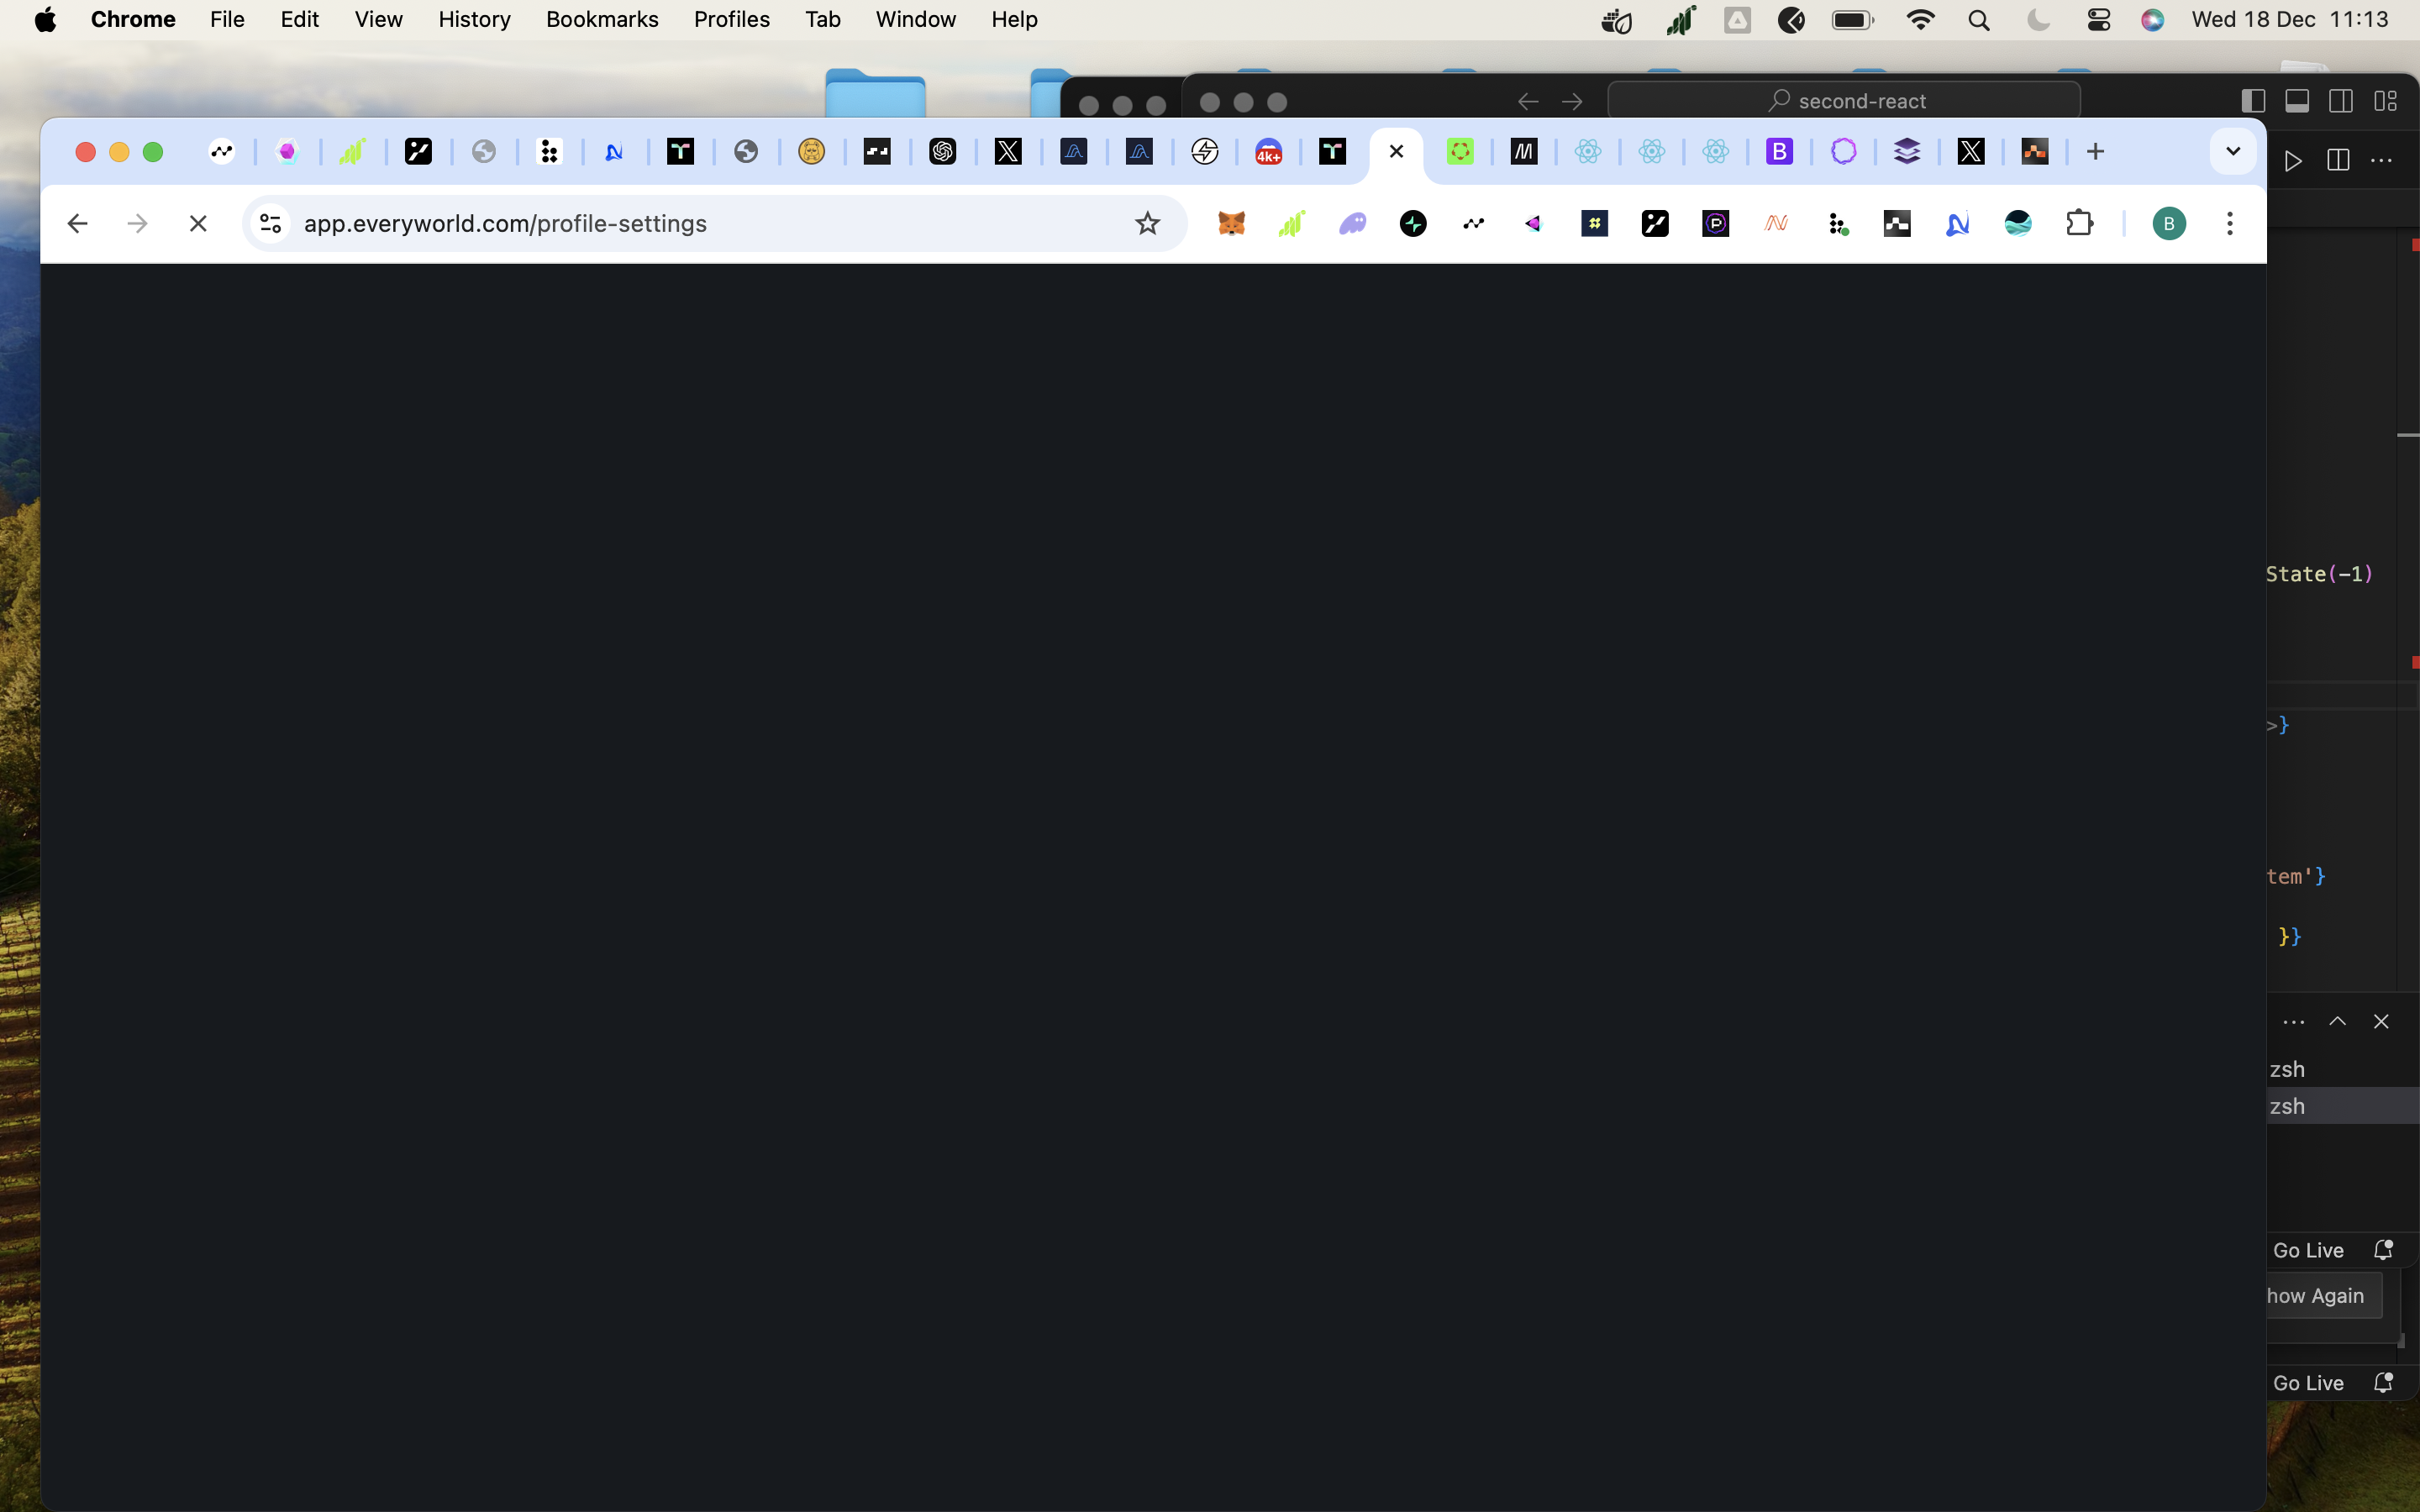 Chrome File Edit View History Bookmarks Profiles Tab Window Help Wed 18 Dec 11:13
second-react
4k+
B
app.everyworld.com/profile-settings
B
State(-1)
>}
tem'}
}}
zsh
zsh
Go Live
how Again
Go Live